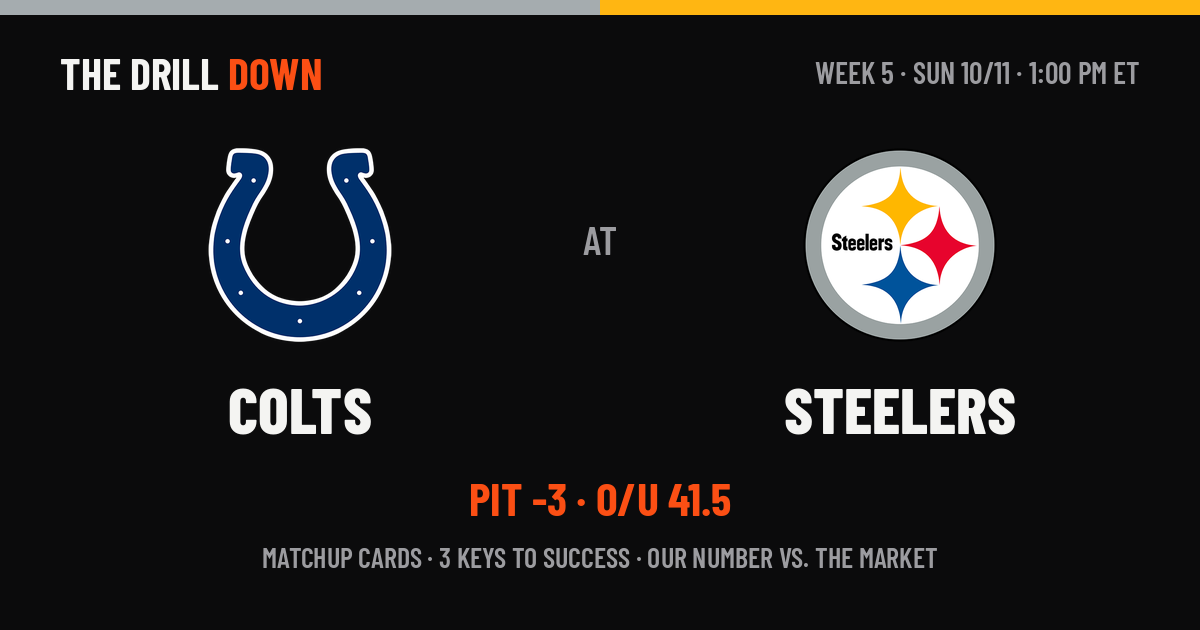 THE DRILL DOWN
WEEK 5 · SUN 10/11 · 1:00 PM ET
AT
Steelers
COLTS
STEELERS
PIT -3 · O/U 41.5
MATCHUP CARDS · 3 KEYS TO SUCCESS · OUR NUMBER VS. THE MARKET